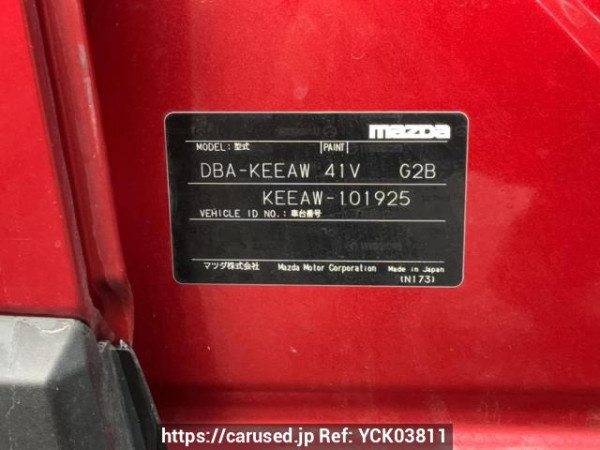 mazda
MODEL: 型式 PAINT
DBA-KEEAW 41V G2B
KEEAW-101925
VEHICLE ID NO.: 車台番号
マツダ株式会社 Mazda Motor Corporation Made in Japan
(N173)
https://carused.jp Ref: YCK03811